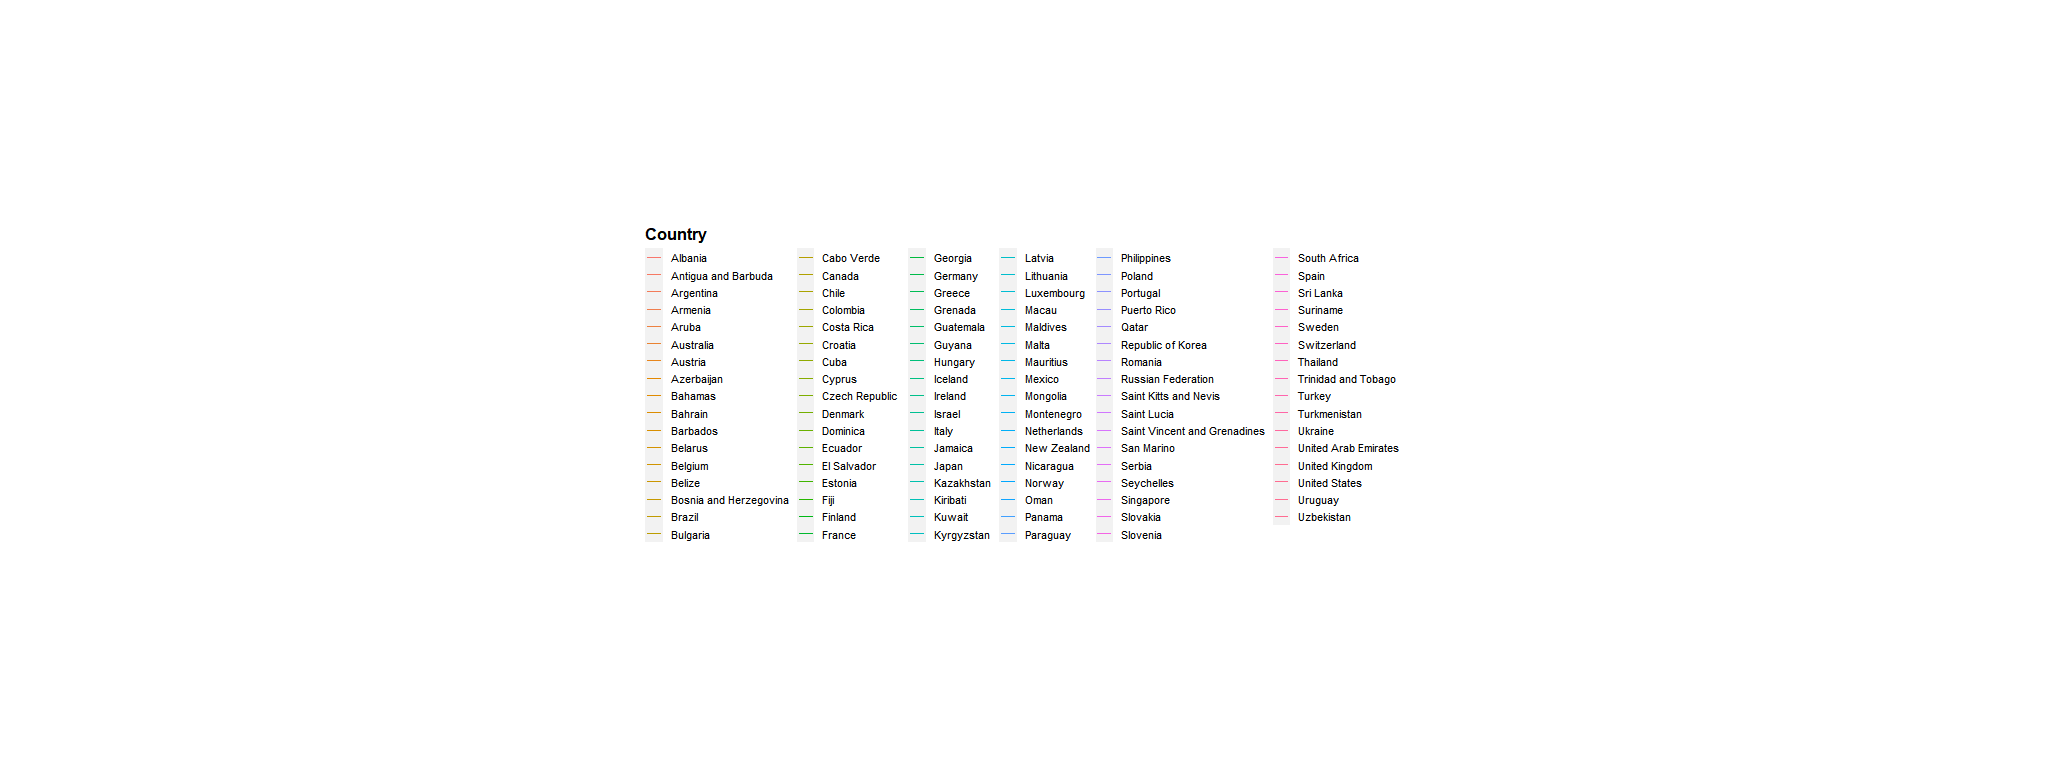 Country
Albania
Antigua and Barbuda
Argentina
Armenia
Aruba
Australia
Austria
Azerbaijan
Bahamas
Bahrain
Barbados
Belarus
Belgium
Belize
Bosnia and Herzegovina
Brazil
Bulgaria
Cabo Verde
Canada
Chile
Colombia
Costa Rica
Croatia
Cuba
Cyprus
Czech Republic
Denmark
Dominica
Ecuador
El Salvador
Estonia
Fiji
Finland
France
Georgia
Germany
Greece
Grenada
Guatemala
Guyana
Hungary
Iceland
Ireland
Israel
Italy
Jamaica
Japan
Kazakhstan
Kiribati
Kuwait
Kyrgyzstan
Latvia
Lithuania
Luxembourg
Macau
Maldives
Malta
Mauritius
Mexico
Mongolia
Montenegro
Netherlands
New Zealand
Nicaragua
Norway
Oman
Panama
Paraguay
Philippines
Poland
Portugal
Puerto Rico
Qatar
Republic of Korea
Romania
Russian Federation
Saint Kitts and Nevis
Saint Lucia
Saint Vincent and Grenadines
San Marino
Serbia
Seychelles
Singapore
Slovakia
Slovenia
South Africa
Spain
Sri Lanka
Suriname
Sweden
Switzerland
Thailand
Trinidad and Tobago
Turkey
Turkmenistan
Ukraine
United Arab Emirates
United Kingdom
United States
Uruguay
Uzbekistan